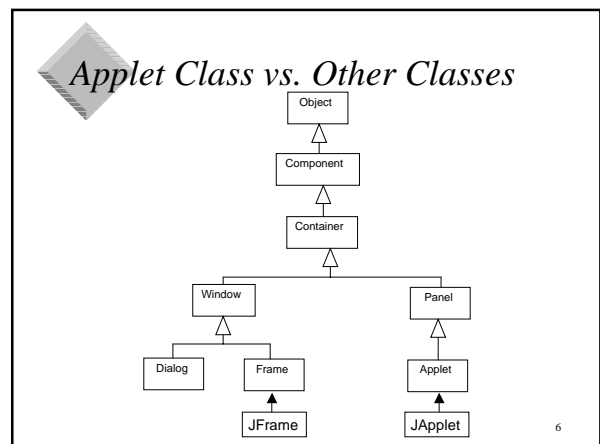 Applet Class vs. Other Classes
Object
Component
Container
Window Panel
Dialog Frame Applet
JFrame JApplet
6